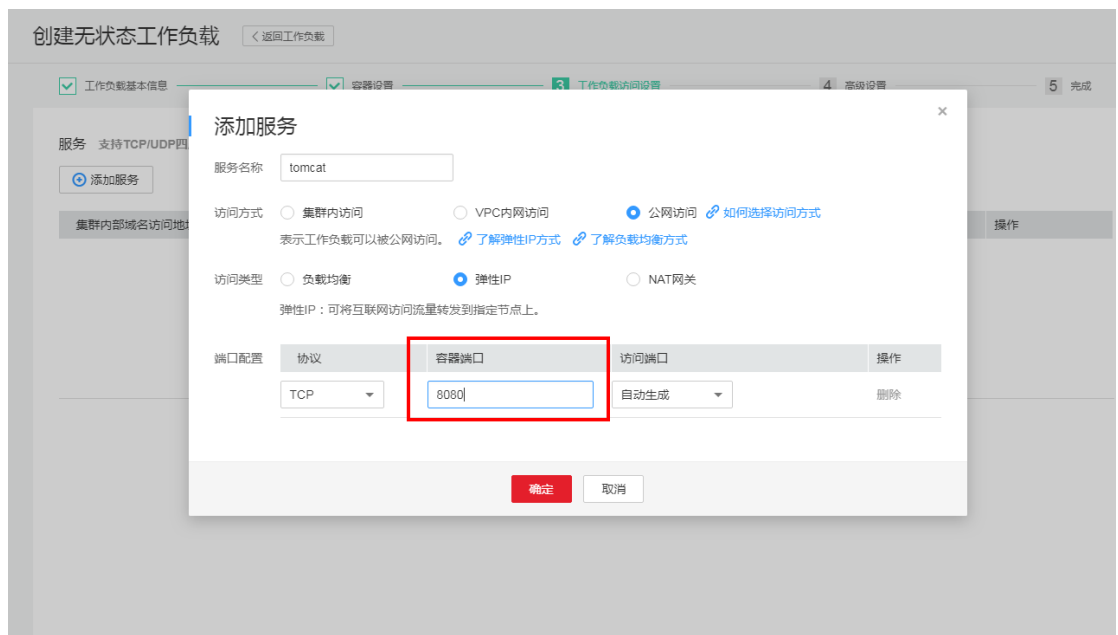 创建无状态工作负载 < 返回工作负载
工作负载基本信息 容器设置 3 工作负载访问设置 4 高级设置 5 完成
服务 支持TCP/UDP四
添加服务
集群内部域名访问地 操作
添加服务 ×
服务名称 tomcat
访问方式 集群内访问 VPC内网访问 公网访问 如何选择访问方式
表示工作负载可以被公网访问。 了解弹性IP方式 了解负载均衡方式
访问类型 负载均衡 弹性IP NAT网关
弹性IP：可将互联网访问流量转发到指定节点上。
端口配置 协议 容器端口 访问端口 操作
TCP 8080 自动生成 删除
确定 取消